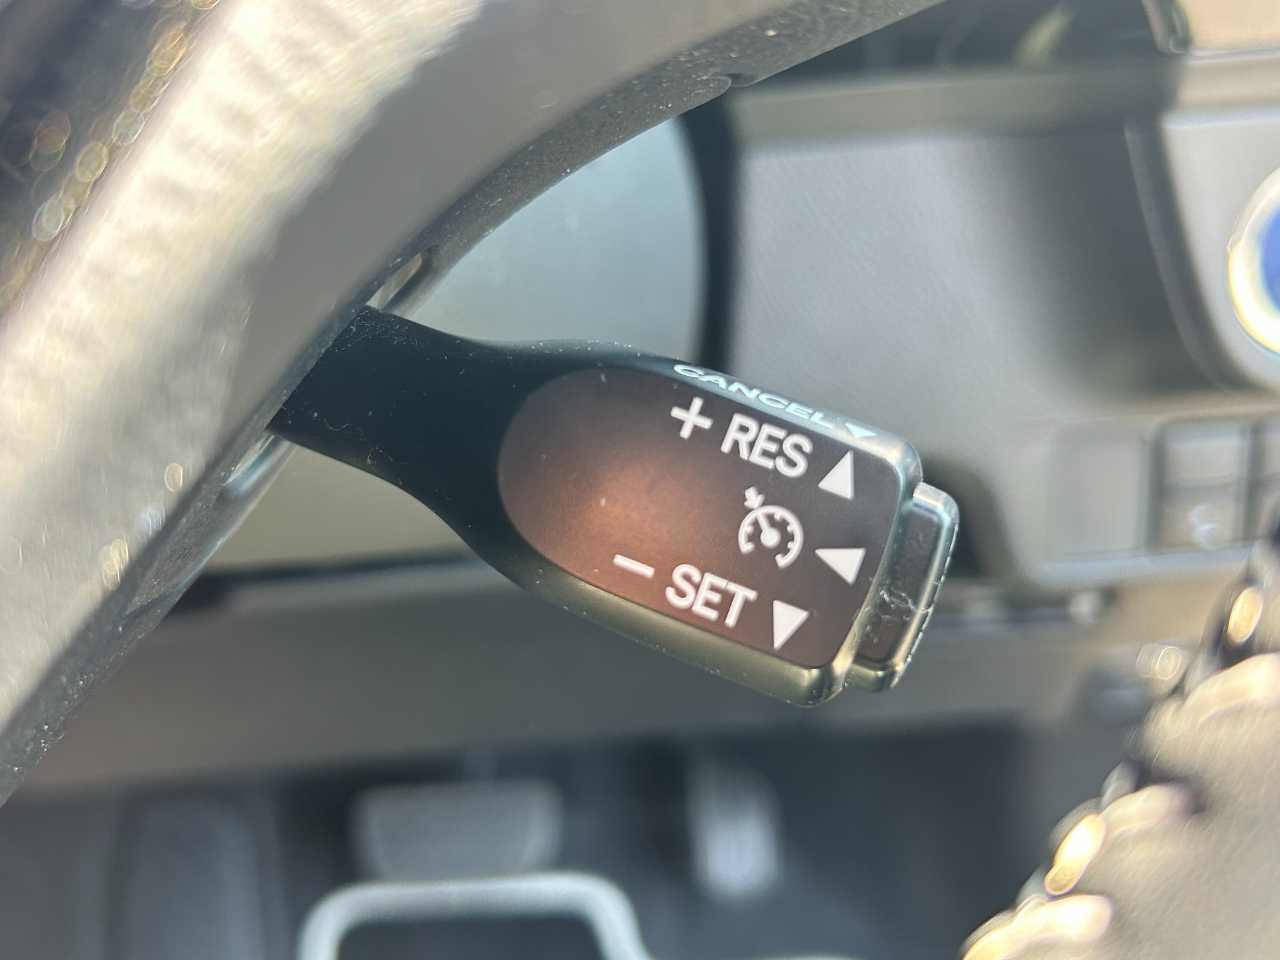 CANCEL▼
+ RES ▲
◀
− SET ▼